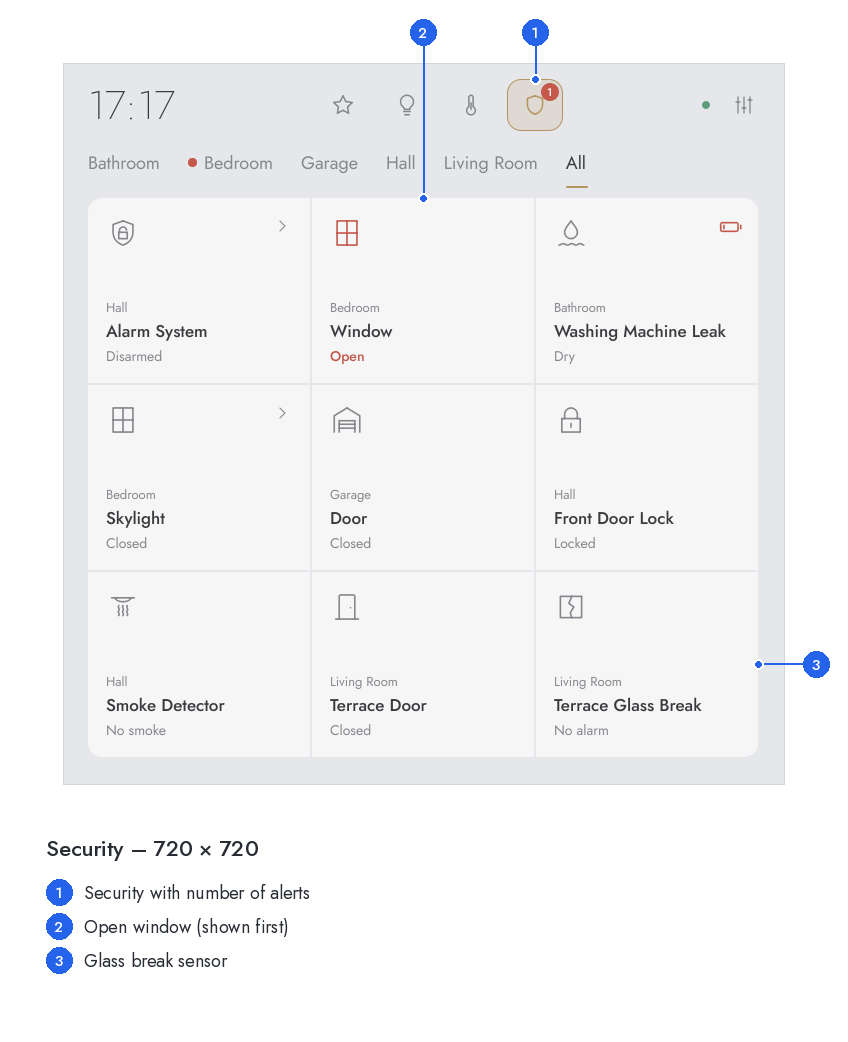 2 1
17:17 1
Bathroom Bedroom Garage Hall Living Room All
Hall
Alarm System
Disarmed
Bedroom
Window
Open
Bathroom
Washing Machine Leak
Dry
Bedroom
Skylight
Closed
Garage
Door
Closed
Hall
Front Door Lock
Locked
Hall
Smoke Detector
No smoke
Living Room
Terrace Door
Closed
Living Room
Terrace Glass Break
No alarm
3
Security – 720 × 720
1 Security with number of alerts
2 Open window (shown first)
3 Glass break sensor